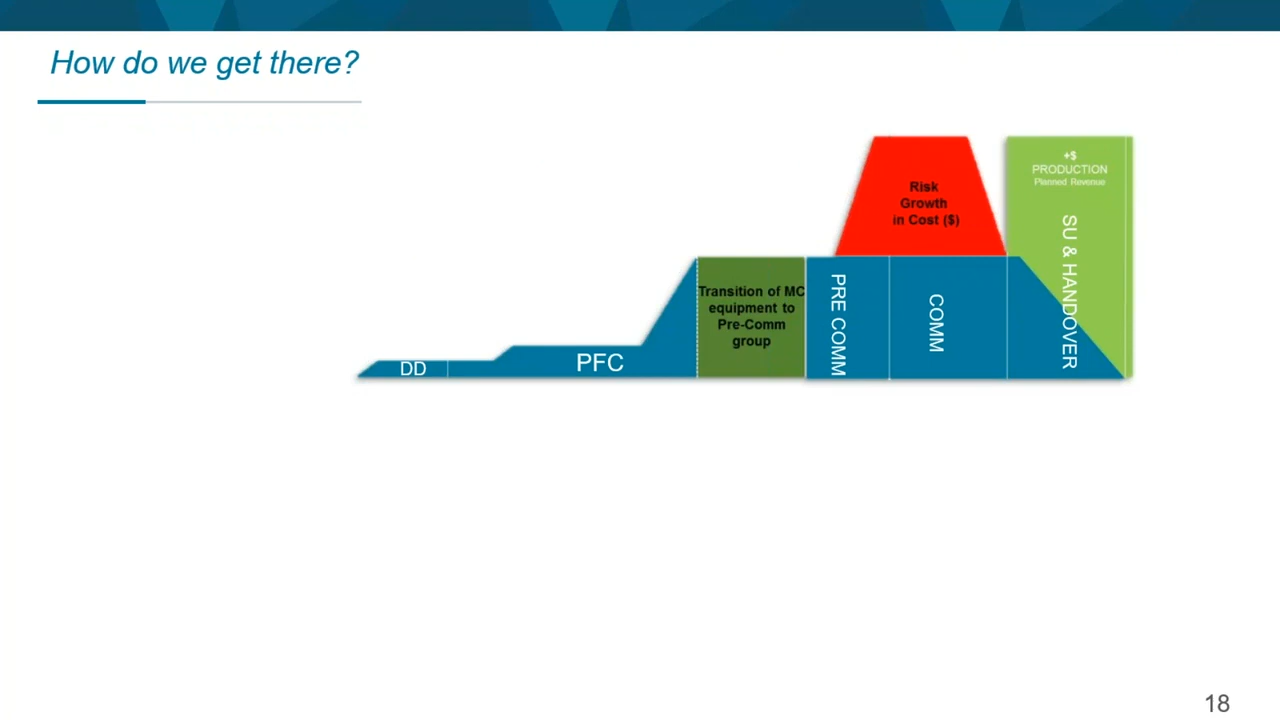 How do we get there?
Risk
Growth
in Cost ($)
+$
PRODUCTION
Planned Revenue
SU & HANDOVER
Transition of MC
equipment to
Pre-Comm
group
PRE COMM
COMM
DD
PFC
18